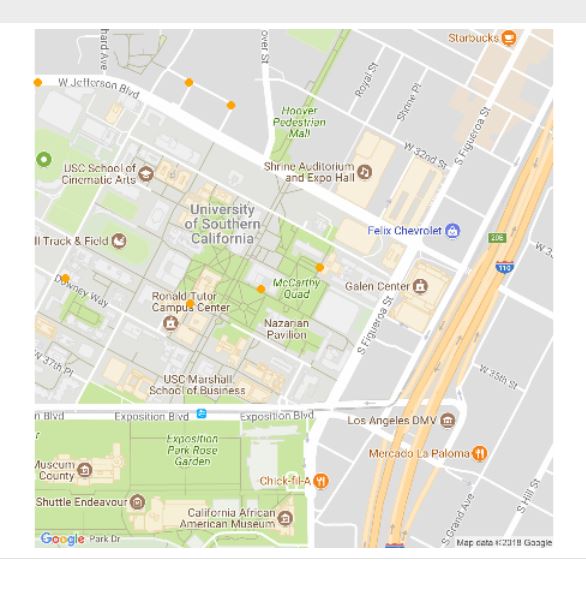 Starbucks
hard Ave
over St
W Jefferson Blvd
Royal St
Shrine Pl
Hoover
Pedestrian
Mall
S Figueroa St
W 32nd St
USC School of
Cinematic Arts
Shrine Auditorium
and Expo Hall
University
of Southern
California
Felix Chevrolet
ll Track & Field
20B
W 3
110
Downey Way
McCarthy
Quad
Galen Center
Ronald Tutor
Campus Center
Nazarian
Pavilion
S Figueroa St
W 37th Pl
USC Marshall
School of Business
W 35th St
n Blvd
Exposition Blvd
Exposition Blvd
Los Angeles DMV
Exposition
Park Rose
Garden
Mercado La Paloma
Museum
County
Chick-fil-A
Shuttle Endeavour
California African
American Museum
S Grand Ave
S Hill St
Google
Park Dr
Map data ©2018 Google